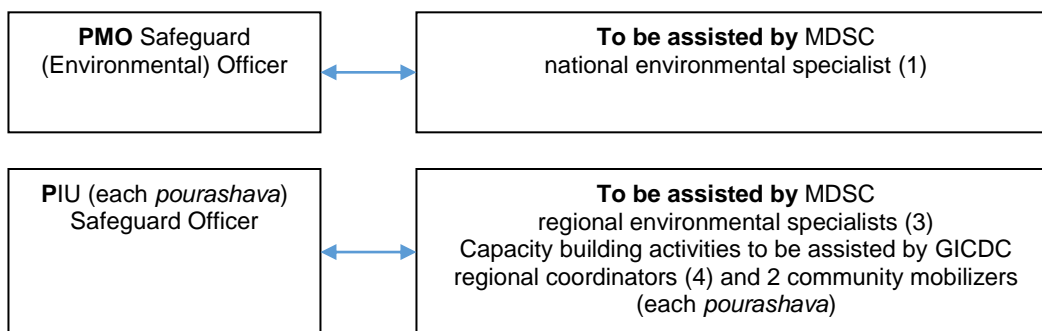 PMO Safeguard
(Environmental) Officer
To be assisted by MDSC
national environmental specialist (1)
PIU (each pourashava)
Safeguard Officer
To be assisted by MDSC
regional environmental specialists (3)
Capacity building activities to be assisted by GICDC
regional coordinators (4) and 2 community mobilizers
(each pourashava)